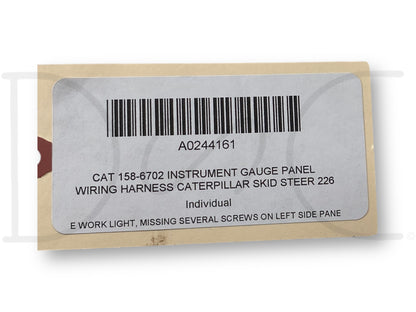 A0244161
CAT 158-6702 INSTRUMENT GAUGE PANEL
WIRING HARNESS CATERPILLAR SKID STEER 226
Individual
E WORK LIGHT, MISSING SEVERAL SCREWS ON LEFT SIDE PANE